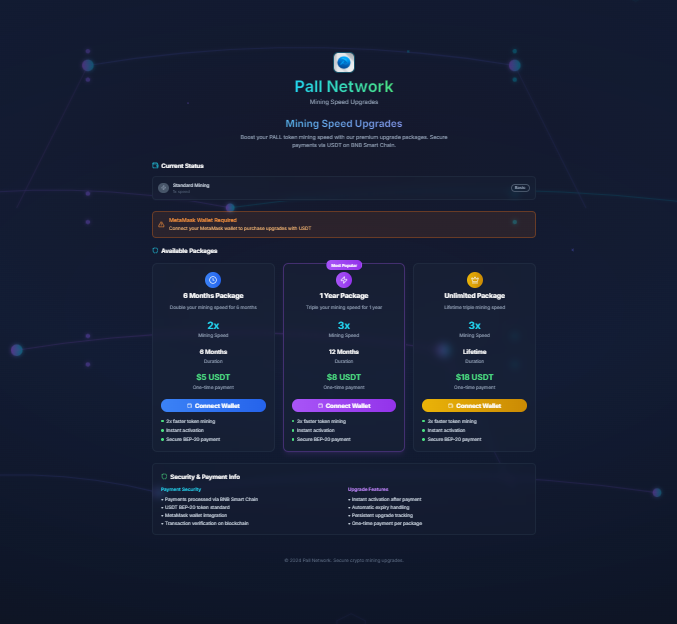 Pall Network
Mining Speed Upgrades
Mining Speed Upgrades
Boost your PALL token mining speed with our premium upgrade packages. Secure
payments via USDT on BNB Smart Chain.
Current Status
Standard Mining
speed
Basic
MetaMask Wallet Required
Connect your MetaMask wallet to purchase upgrades with USDT
Available Packages
6 Months Package
Double your mining speed for 6 months
2x
Mining Speed
6 Months
Duration
$5 USDT
One-time payment
Connect Wallet
2x faster token mining
Instant activation
Secure BEP-20 payment
Most Popular
1 Year Package
Triple your mining speed for 1 year
3x
Mining Speed
12 Months
Duration
$8 USDT
One-time payment
Connect Wallet
3x faster token mining
Instant activation
Secure BEP-20 payment
Unlimited Package
Lifetime triple mining speed
3x
Mining Speed
Lifetime
Duration
$18 USDT
One-time payment
Connect Wallet
3x faster token mining
Instant activation
Secure BEP-20 payment
Security & Payment Info
Payment Security
• Payments processed via BNB Smart Chain
• USDT BEP-20 token standard
• MetaMask wallet integration
• Transaction verification on blockchain
Upgrade Features
• Instant activation after payment
• Automatic expiry handling
• Persistent upgrade tracking
• One-time payment per package
Pall Network. Secure crypto mining upgrades.